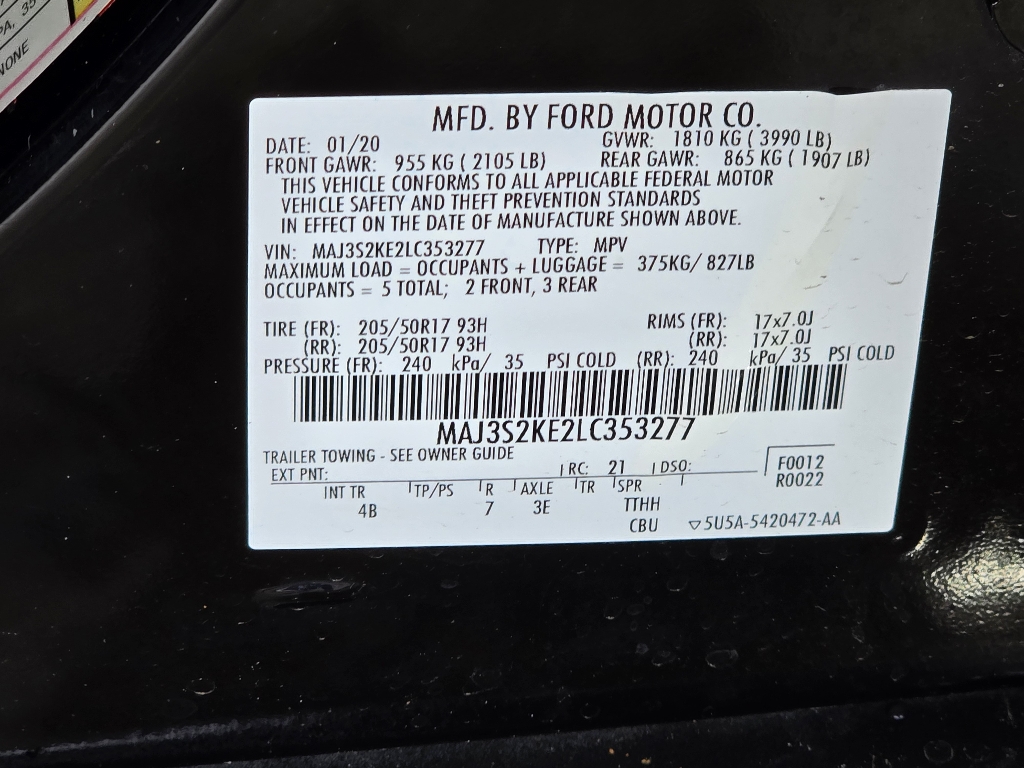 PA, 35
NONE
MFD. BY FORD MOTOR CO.
DATE: 01/20 GVWR: 1810 KG ( 3990 LB)
FRONT GAWR: 955 KG ( 2105 LB) REAR GAWR: 865 KG ( 1907 LB)
THIS VEHICLE CONFORMS TO ALL APPLICABLE FEDERAL MOTOR
VEHICLE SAFETY AND THEFT PREVENTION STANDARDS
IN EFFECT ON THE DATE OF MANUFACTURE SHOWN ABOVE.
VIN: MAJ3S2KE2LC353277 TYPE: MPV
MAXIMUM LOAD = OCCUPANTS + LUGGAGE = 375KG/ 827LB
OCCUPANTS = 5 TOTAL; 2 FRONT, 3 REAR
TIRE (FR): 205/50R17 93H RIMS (FR): 17x7.0J
(RR): 205/50R17 93H (RR): 17x7.0J
PRESSURE (FR): 240 kPa/ 35 PSI COLD (RR): 240 kPa/ 35 PSI COLD
MAJ3S2KE2LC353277
TRAILER TOWING - SEE OWNER GUIDE
EXT PNT: RC: 21 DSO: F0012
R0022
INT TR TP/PS R AXLE TR SPR
4B 7 3E TTHH
CBU ▽5U5A-5420472-AA